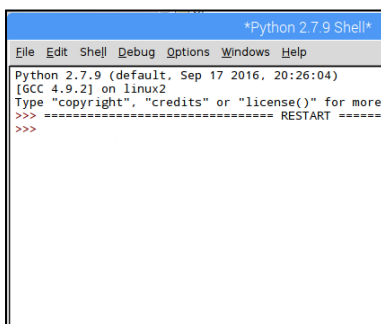 *Python 2.7.9 Shell*
File Edit Shell Debug Options Windows Help
Python 2.7.9 (default, Sep 17 2016, 20:26:04)
[GCC 4.9.2] on linux2
Type "copyright", "credits" or "license()" for more
>>> ================================ RESTART ======
>>>